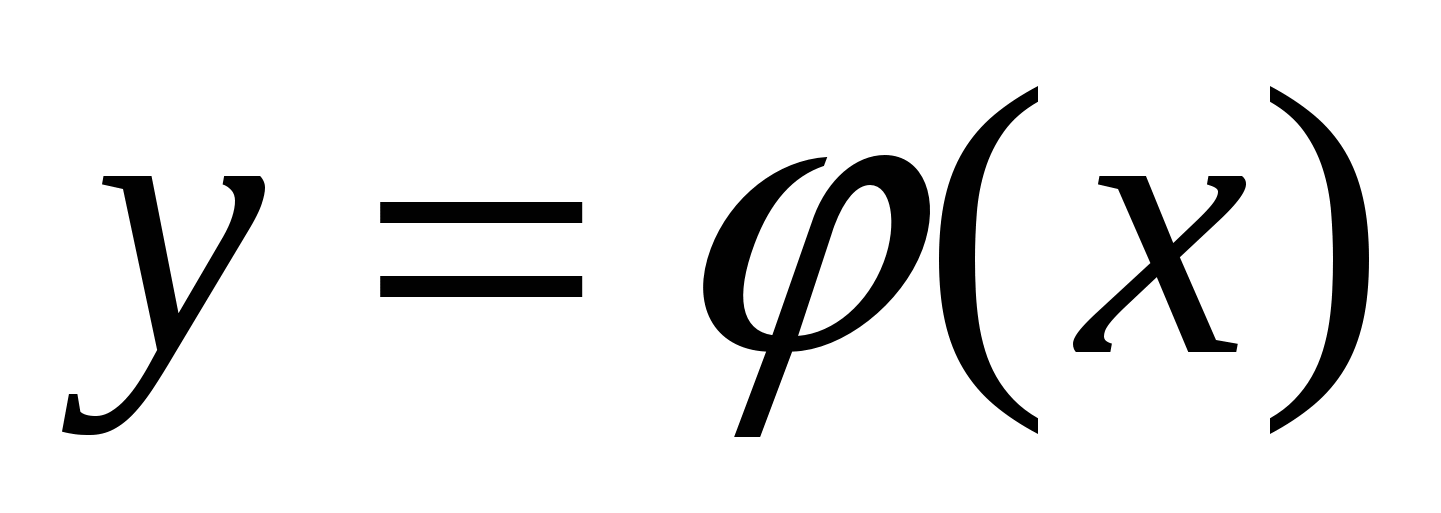 y = φ(x)